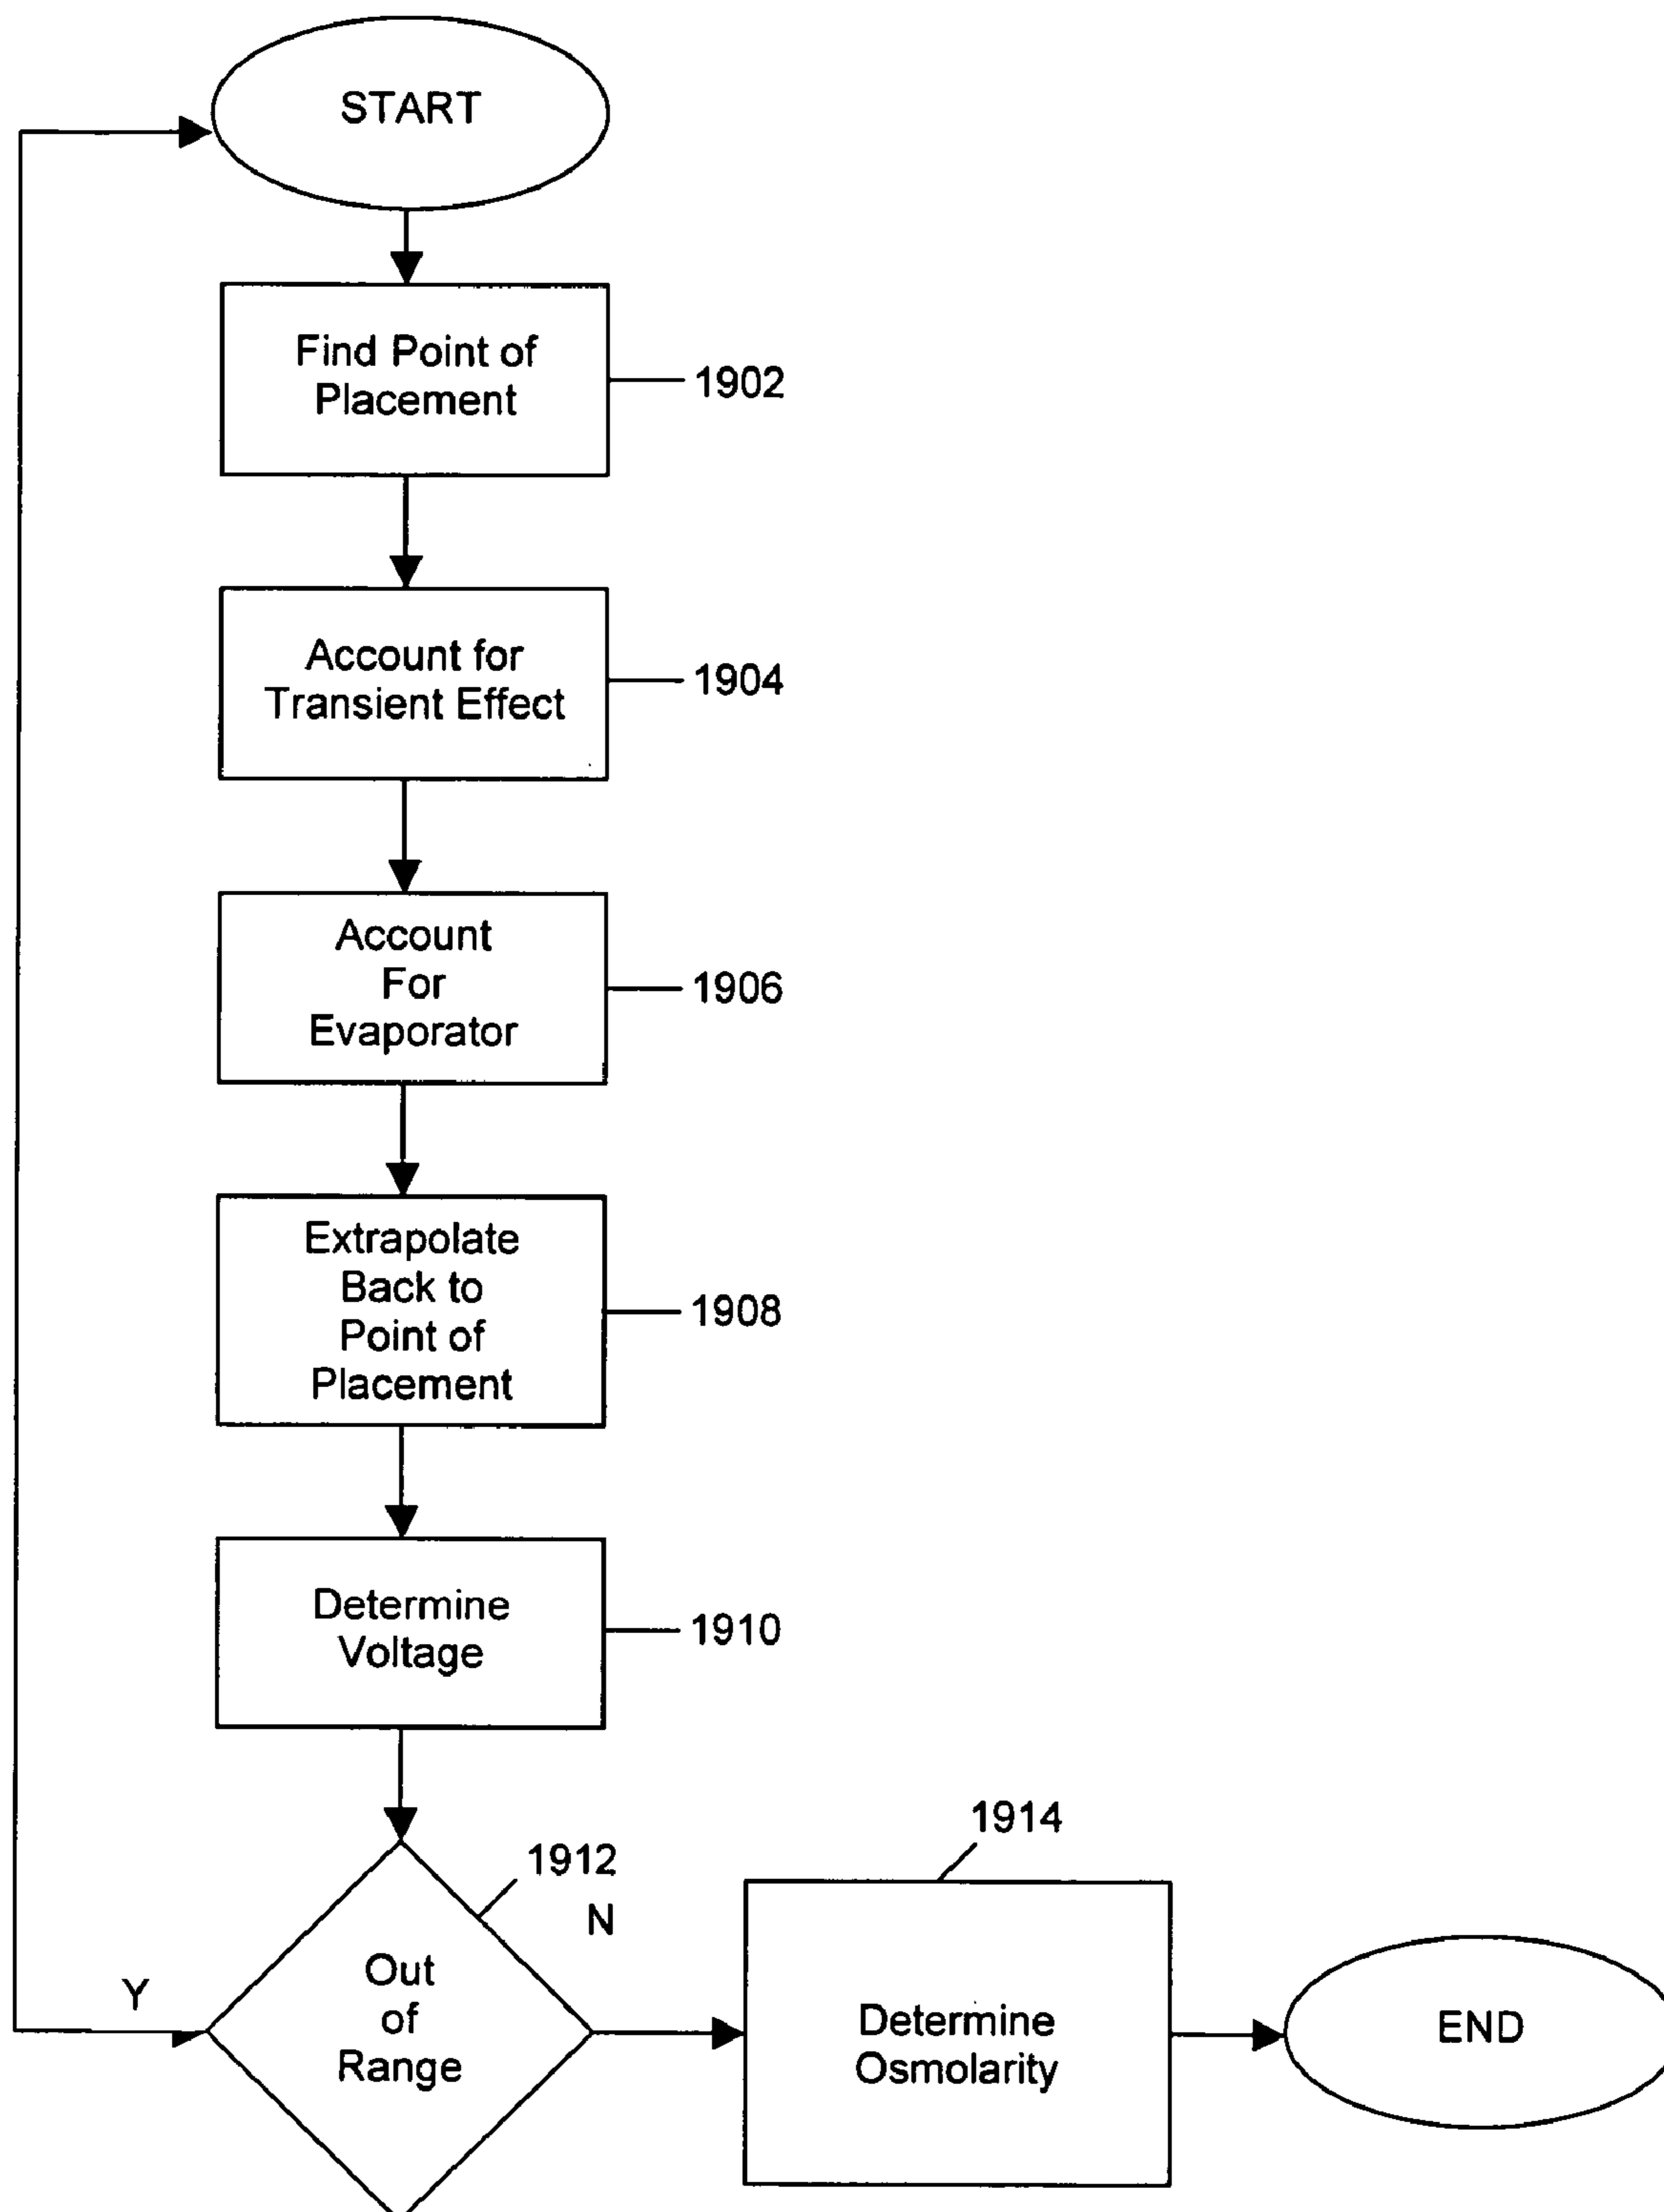 START
Find Point of
Placement
1902
Account for
Transient Effect
1904
Account
For
Evaporator
1906
Extrapolate
Back to
Point of
Placement
1908
Determine
Voltage
1910
1912
N
Y
Out
of
Range
1914
Determine
Osmolarity
END